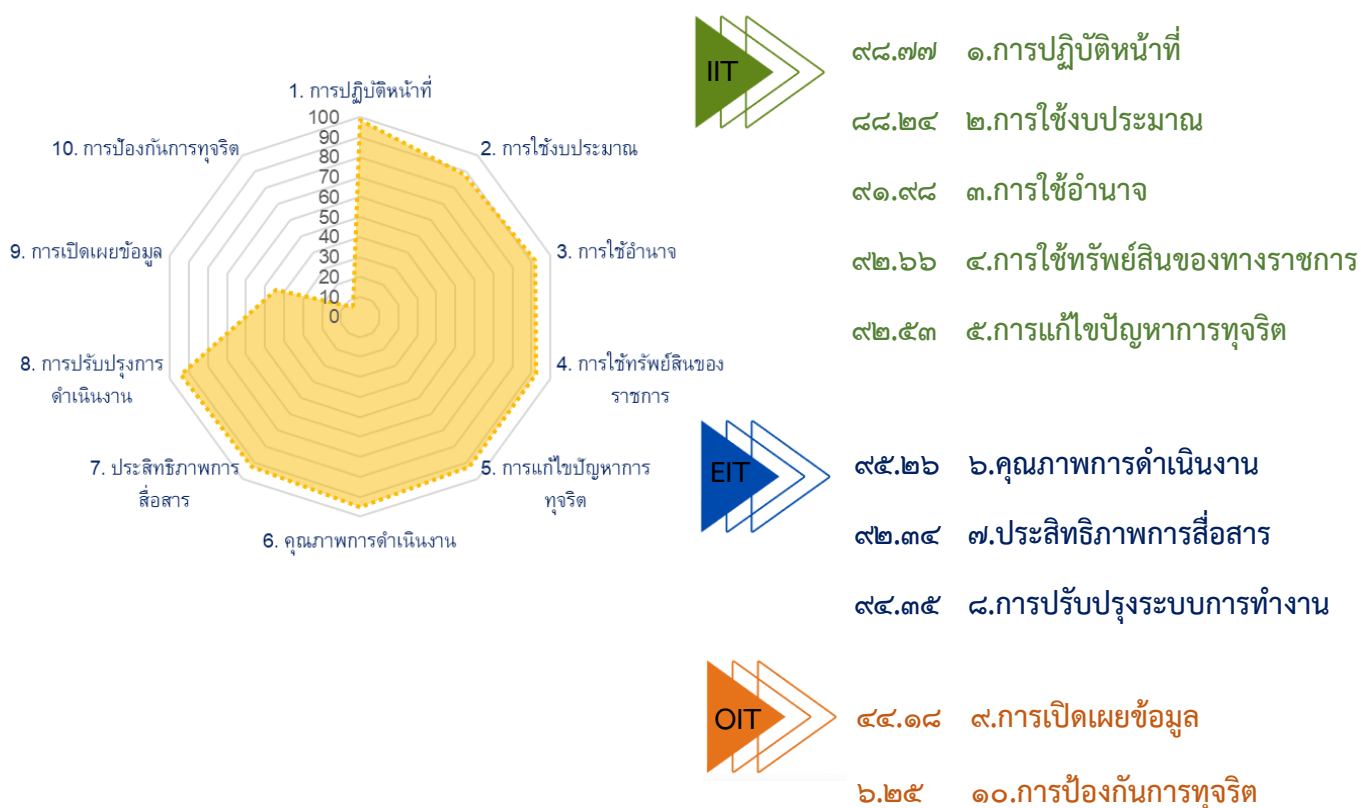 1. การปฏิบัติหน้าที่
2. การใช้งบประมาณ
3. การใช้อำนาจ
4. การใช้ทรัพย์สินของ
ราชการ
5. การแก้ไขปัญหาการ
ทุจริต
6. คุณภาพการดำเนินงาน
7. ประสิทธิภาพการ
สื่อสาร
8. การปรับปรุงการ
ดำเนินงาน
9. การเปิดเผยข้อมูล
10. การป้องกันการทุจริต
100
90
80
70
60
50
40
30
20
10
0
IIT
๙๘.๗๗ ๑.การปฏิบัติหน้าที่
๘๘.๒๔ ๒.การใช้งบประมาณ
๙๑.๙๘ ๓.การใช้อำนาจ
๙๒.๖๖ ๔.การใช้ทรัพย์สินของทางราชการ
๙๒.๕๓ ๕.การแก้ไขปัญหาการทุจริต
EIT
๙๕.๒๖ ๖.คุณภาพการดำเนินงาน
๙๒.๓๔ ๗.ประสิทธิภาพการสื่อสาร
๙๔.๓๕ ๘.การปรับปรุงระบบการทำงาน
OIT
๔๔.๑๘ ๙.การเปิดเผยข้อมูล
๖.๒๕ ๑๐.การป้องกันการทุจริต